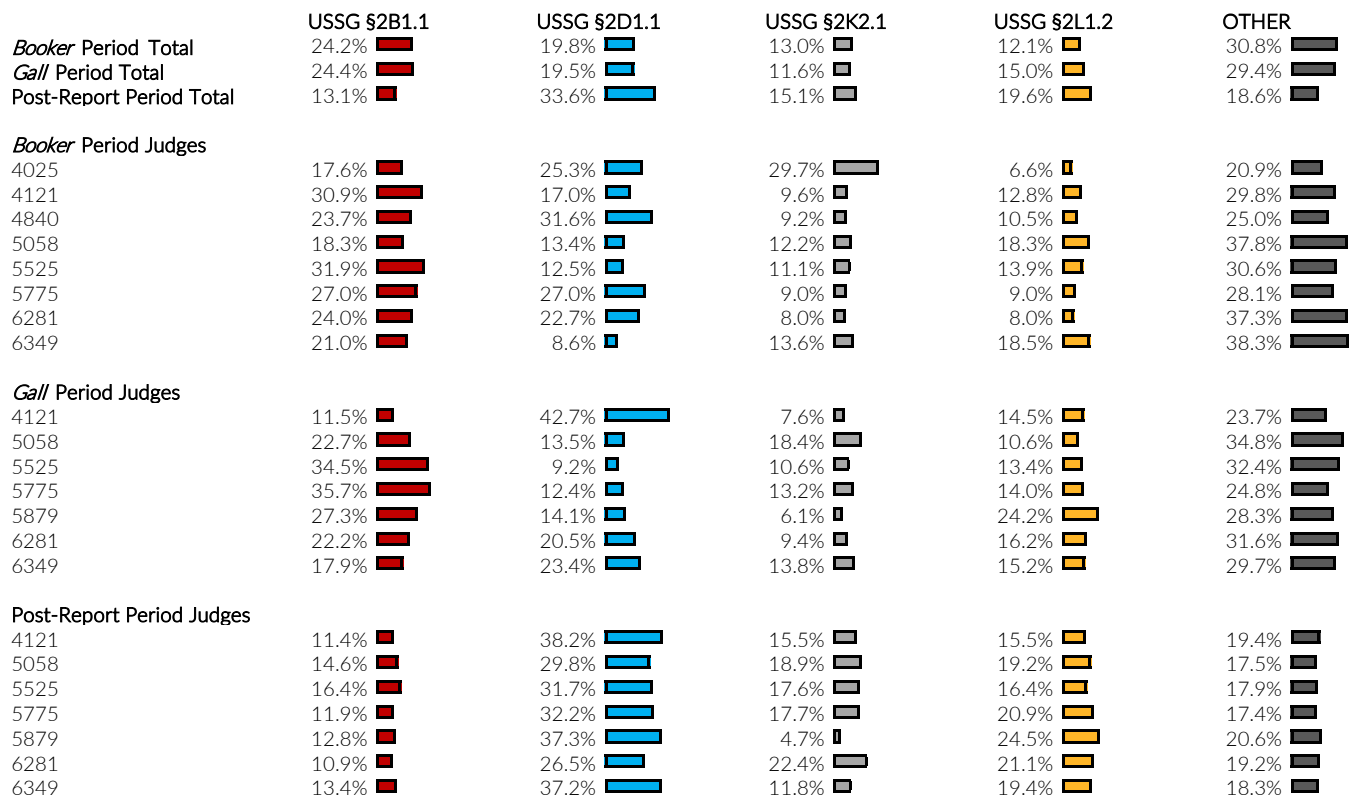 USSG §2B1.1 USSG §2D1.1 USSG §2K2.1 USSG §2L1.2 OTHER
Booker Period Total 24.2% 19.8% 13.0% 12.1% 30.8%
Gall Period Total 24.4% 19.5% 11.6% 15.0% 29.4%
Post-Report Period Total 13.1% 33.6% 15.1% 19.6% 18.6%
Booker Period Judges
4025 17.6% 25.3% 29.7% 6.6% 20.9%
4121 30.9% 17.0% 9.6% 12.8% 29.8%
4840 23.7% 31.6% 9.2% 10.5% 25.0%
5058 18.3% 13.4% 12.2% 18.3% 37.8%
5525 31.9% 12.5% 11.1% 13.9% 30.6%
5775 27.0% 27.0% 9.0% 9.0% 28.1%
6281 24.0% 22.7% 8.0% 8.0% 37.3%
6349 21.0% 8.6% 13.6% 18.5% 38.3%
Gall Period Judges
4121 11.5% 42.7% 7.6% 14.5% 23.7%
5058 22.7% 13.5% 18.4% 10.6% 34.8%
5525 34.5% 9.2% 10.6% 13.4% 32.4%
5775 35.7% 12.4% 13.2% 14.0% 24.8%
5879 27.3% 14.1% 6.1% 24.2% 28.3%
6281 22.2% 20.5% 9.4% 16.2% 31.6%
6349 17.9% 23.4% 13.8% 15.2% 29.7%
Post-Report Period Judges
4121 11.4% 38.2% 15.5% 15.5% 19.4%
5058 14.6% 29.8% 18.9% 19.2% 17.5%
5525 16.4% 31.7% 17.6% 16.4% 17.9%
5775 11.9% 32.2% 17.7% 20.9% 17.4%
5879 12.8% 37.3% 4.7% 24.5% 20.6%
6281 10.9% 26.5% 22.4% 21.1% 19.2%
6349 13.4% 37.2% 11.8% 19.4% 18.3%